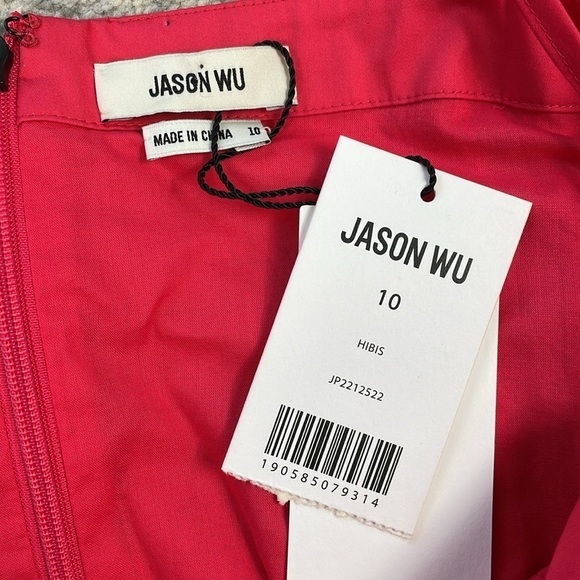 JASON WU
MADE IN CHINA 10
JASON WU
10
HIBIS
JP2212522
190585079314